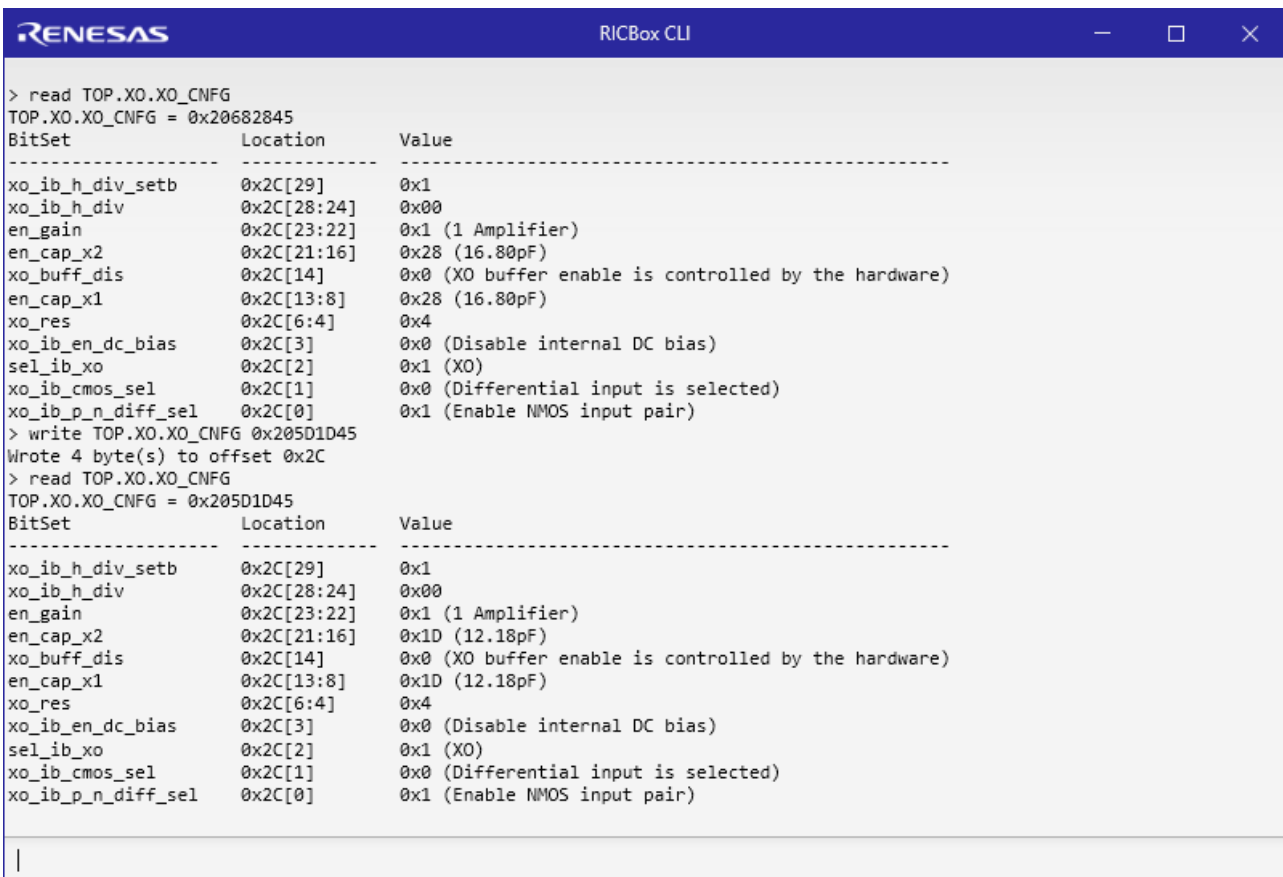 RENESAS
RICBox CLI
> read TOP.XO.XO_CNFG
TOP.XO.XO_CNFG = 0x20682845
BitSet Location Value
-------------------- ------------- ----------------------------------------------------
xo_ib_h_div_setb 0x2C[29] 0x1
xo_ib_h_div 0x2C[28:24] 0x00
en_gain 0x2C[23:22] 0x1 (1 Amplifier)
en_cap_x2 0x2C[21:16] 0x28 (16.80pF)
xo_buff_dis 0x2C[14] 0x0 (XO buffer enable is controlled by the hardware)
en_cap_x1 0x2C[13:8] 0x28 (16.80pF)
xo_res 0x2C[6:4] 0x4
xo_ib_en_dc_bias 0x2C[3] 0x0 (Disable internal DC bias)
sel_ib_xo 0x2C[2] 0x1 (XO)
xo_ib_cmos_sel 0x2C[1] 0x0 (Differential input is selected)
xo_ib_p_n_diff_sel 0x2C[0] 0x1 (Enable NMOS input pair)
> write TOP.XO.XO_CNFG 0x205D1D45
Wrote 4 byte(s) to offset 0x2C
> read TOP.XO.XO_CNFG
TOP.XO.XO_CNFG = 0x205D1D45
BitSet Location Value
-------------------- ------------- ----------------------------------------------------
xo_ib_h_div_setb 0x2C[29] 0x1
xo_ib_h_div 0x2C[28:24] 0x00
en_gain 0x2C[23:22] 0x1 (1 Amplifier)
en_cap_x2 0x2C[21:16] 0x1D (12.18pF)
xo_buff_dis 0x2C[14] 0x0 (XO buffer enable is controlled by the hardware)
en_cap_x1 0x2C[13:8] 0x1D (12.18pF)
xo_res 0x2C[6:4] 0x4
xo_ib_en_dc_bias 0x2C[3] 0x0 (Disable internal DC bias)
sel_ib_xo 0x2C[2] 0x1 (XO)
xo_ib_cmos_sel 0x2C[1] 0x0 (Differential input is selected)
xo_ib_p_n_diff_sel 0x2C[0] 0x1 (Enable NMOS input pair)